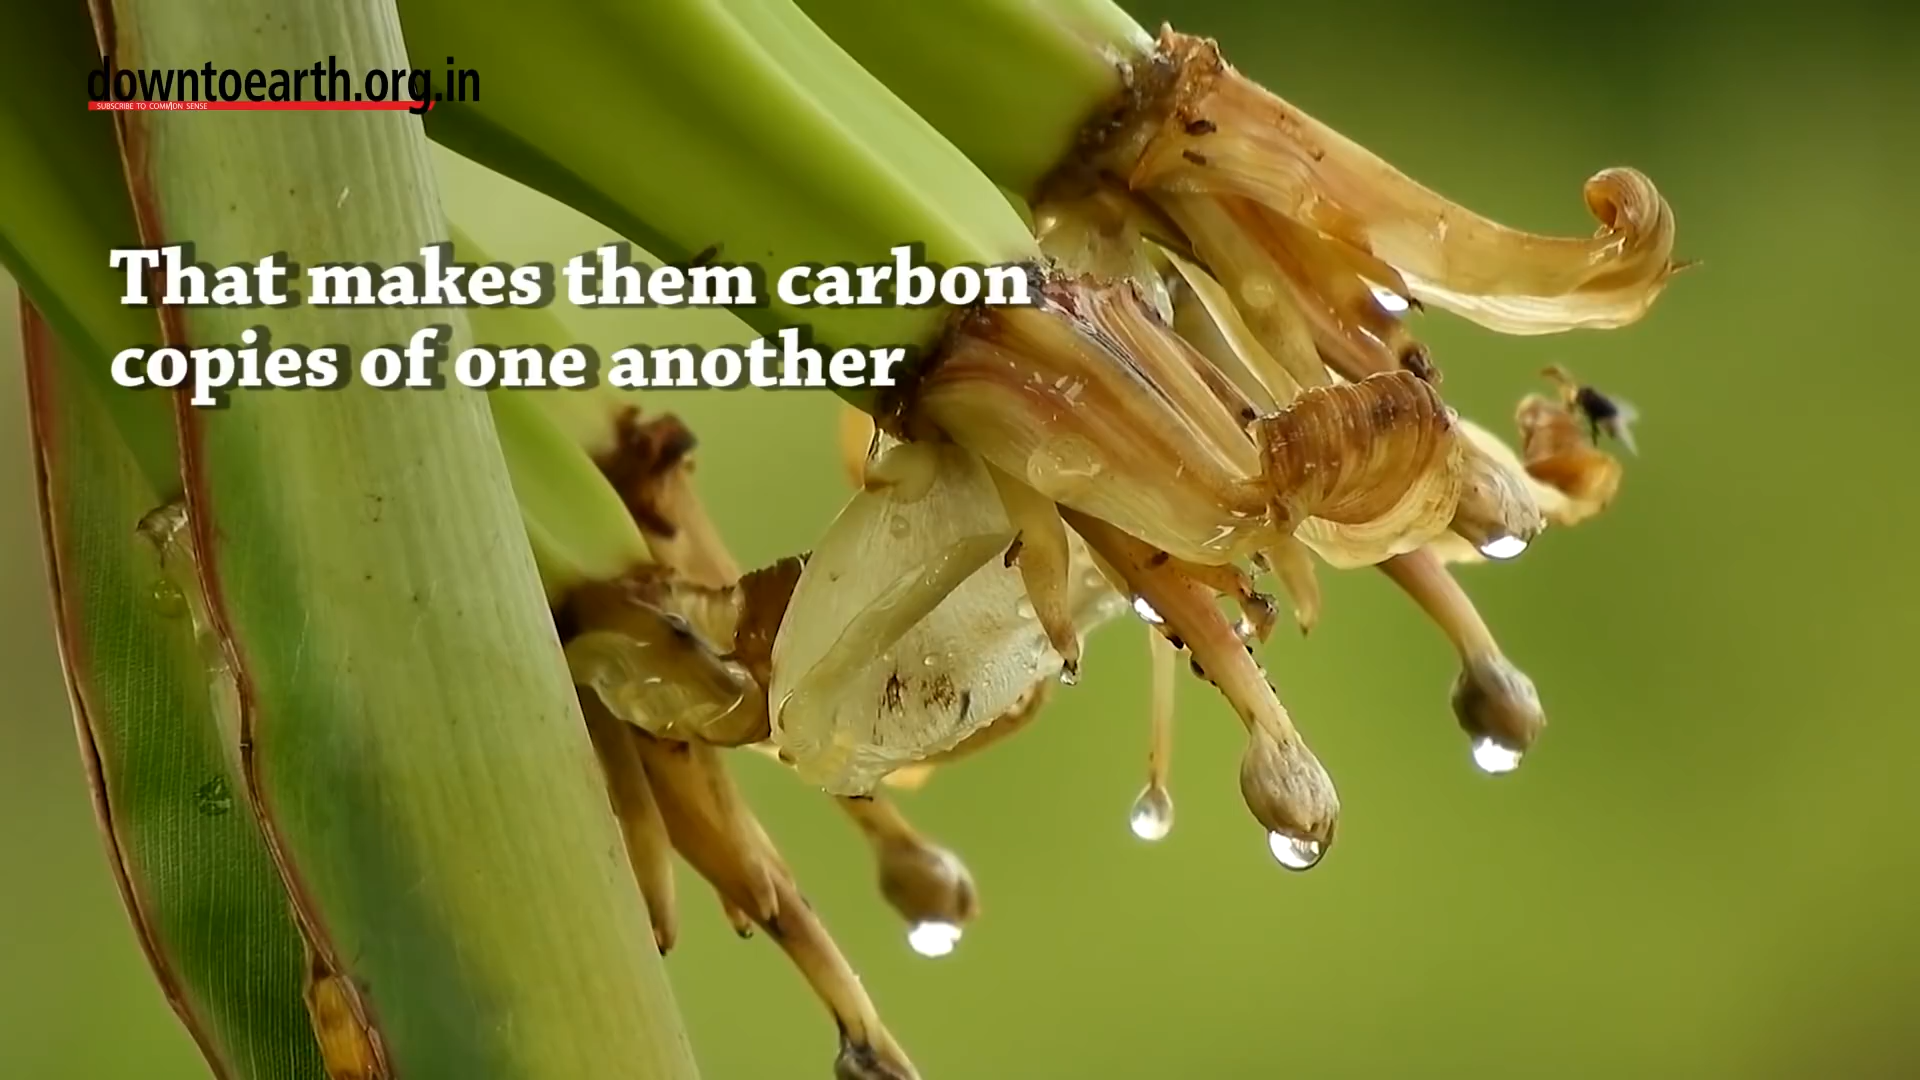 downtoearth.org.in
SUBSCRIBE TO COMMON SENSE
That makes them carbon
copies of one another